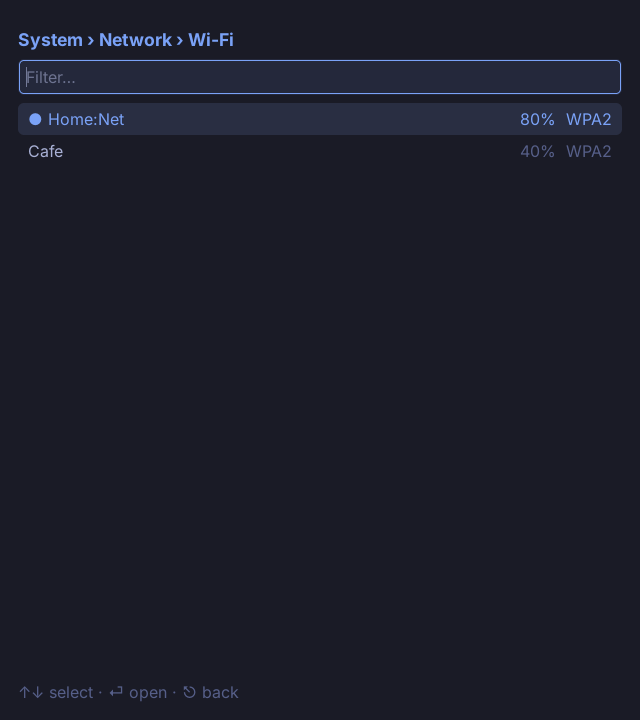 System › Network › Wi-Fi
Filter...
● Home:Net 80% WPA2
Cafe 40% WPA2
↑↓ select · ⏎ open · ⎋ back